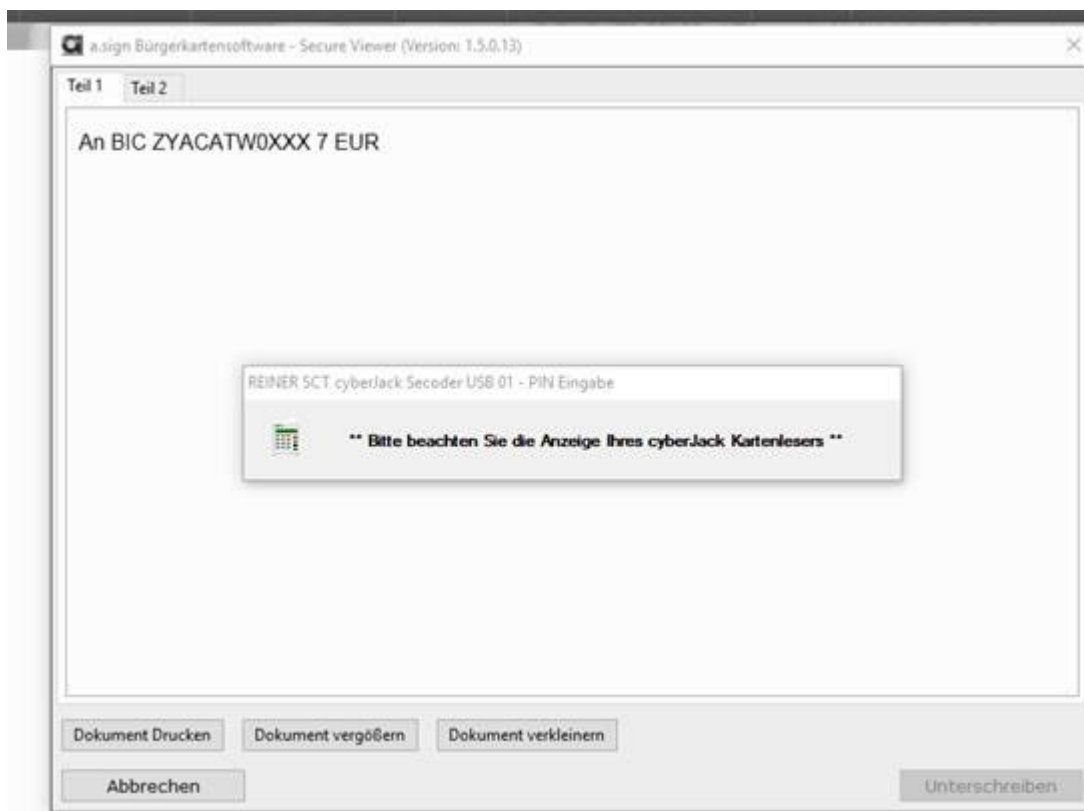 a.sign Bürgerkartensoftware - Secure Viewer (Version: 1.5.0.13)
Teil 1 Teil 2
An BIC ZYACATW0XXX 7 EUR
REINER SCT cyberJack Secoder USB 01 - PIN Eingabe
** Bitte beachten Sie die Anzeige Ihres cyberJack Kartenlesers **
Dokument Drucken Dokument vergößern Dokument verkleinern
Abbrechen Unterschreiben